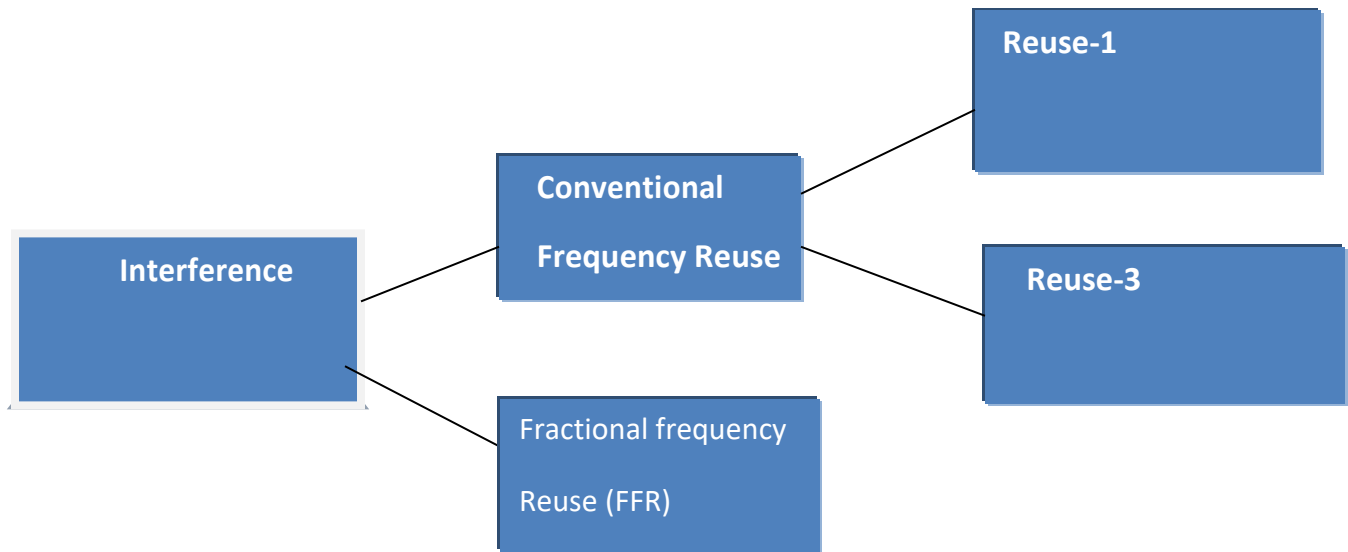 Interference
Conventional
Frequency Reuse
Fractional frequency
Reuse (FFR)
Reuse-1
Reuse-3